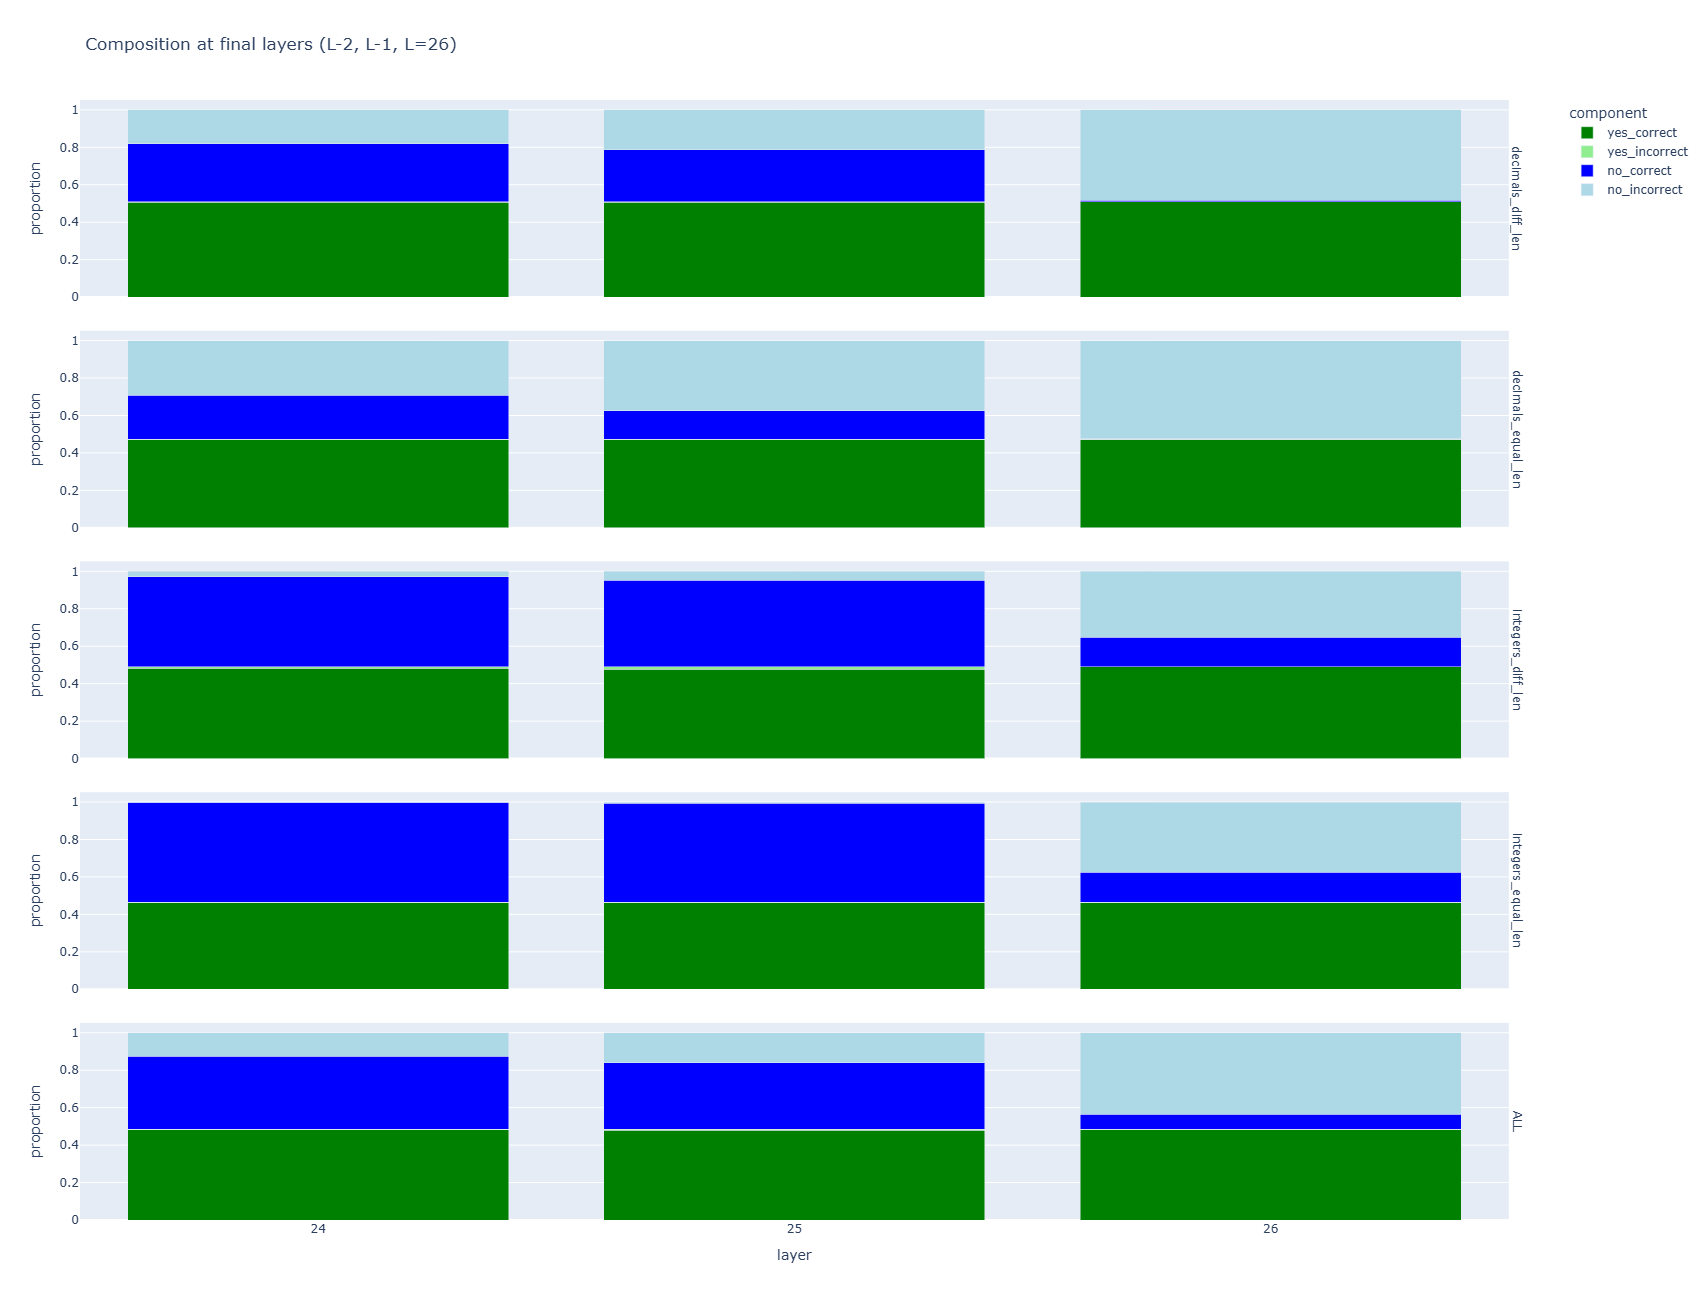 Composition at final layers (L-2, L-1, L=26)
component
yes_correct
yes_incorrect
no_correct
no_incorrect
1
0.8
0.6
0.4
0.2
0
proportion
decimals_diff_len
1
0.8
0.6
0.4
0.2
0
proportion
decimals_equal_len
1
0.8
0.6
0.4
0.2
0
proportion
Integers_diff_len
1
0.8
0.6
0.4
0.2
0
proportion
Integers_equal_len
1
0.8
0.6
0.4
0.2
0
proportion
ALL
24
25
26
layer